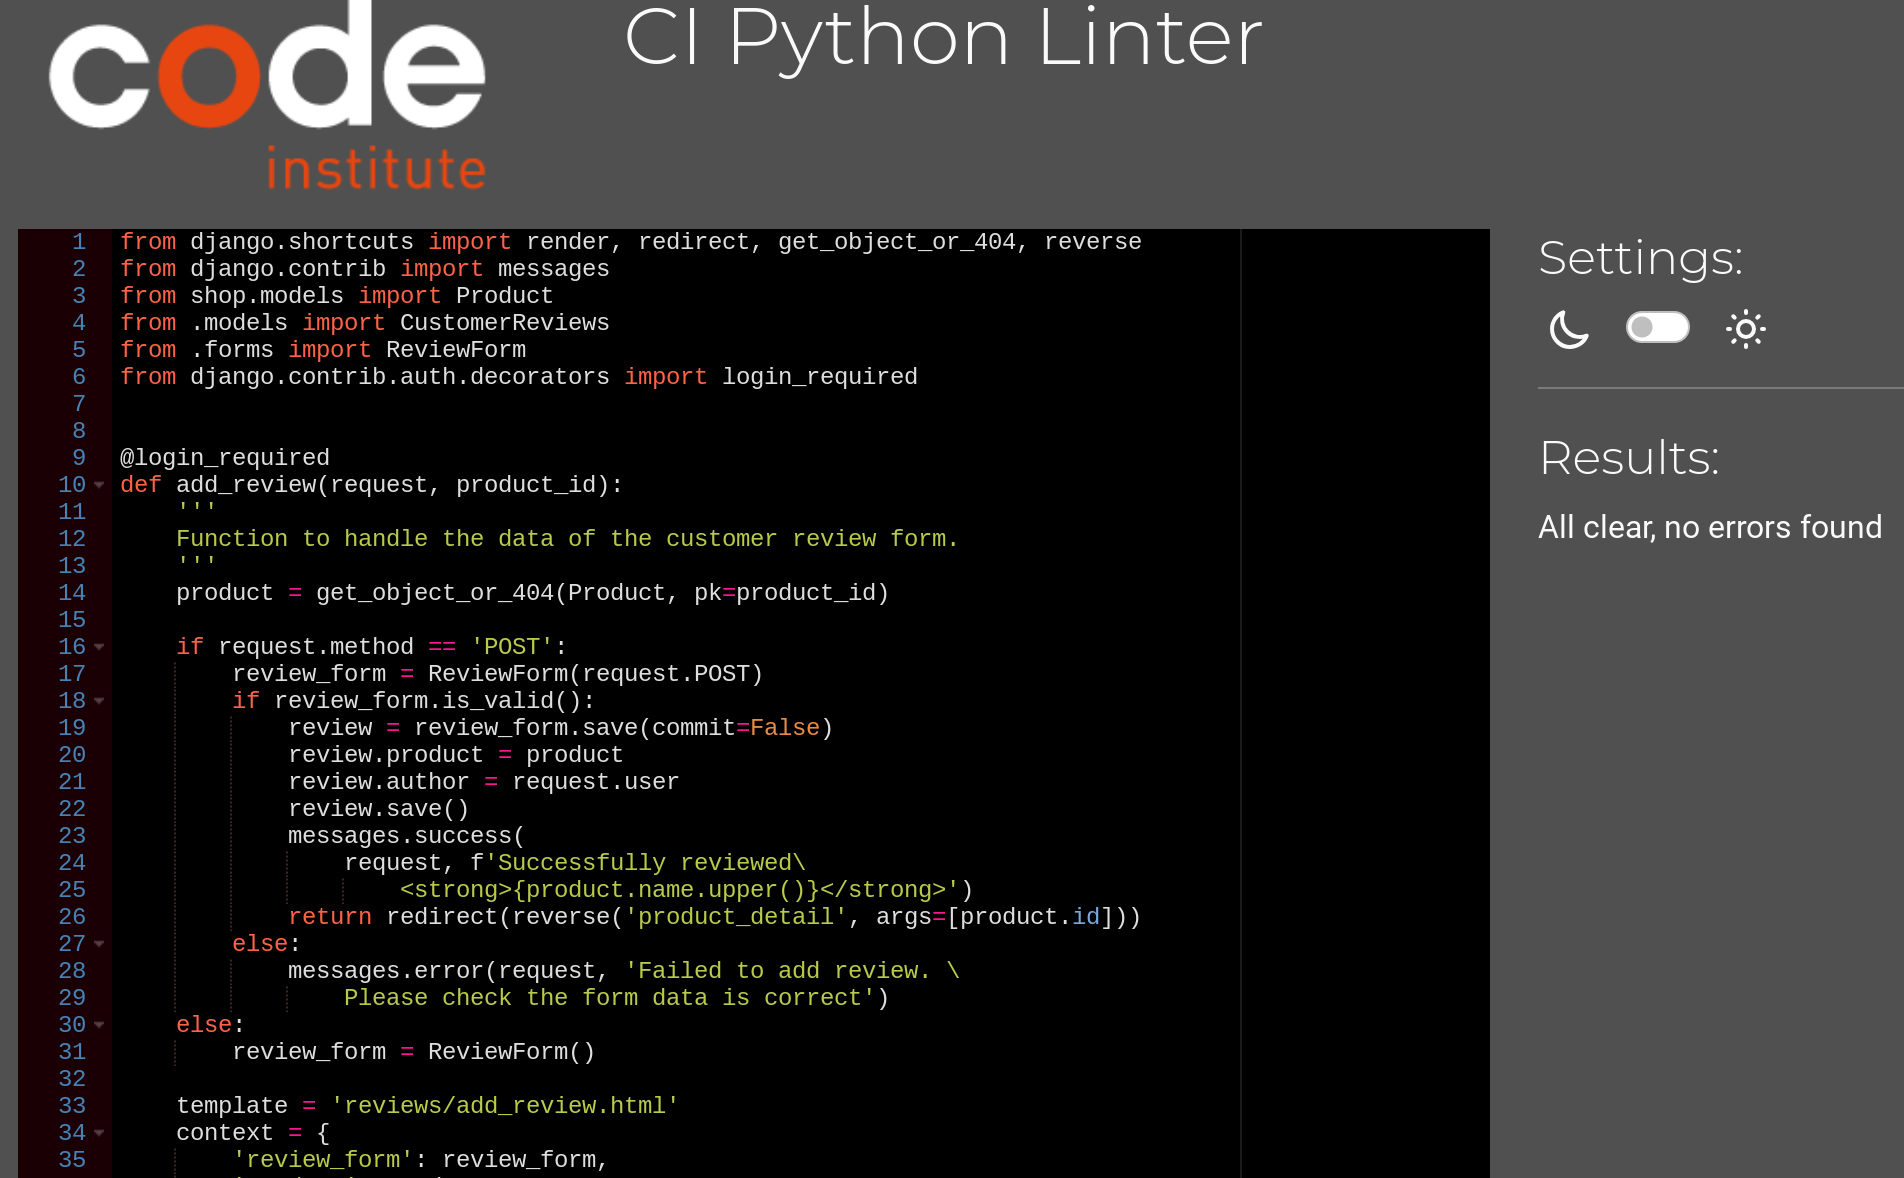 code
institute
CI Python Linter
1 from django.shortcuts import render, redirect, get_object_or_404, reverse
2 from django.contrib import messages
3 from shop.models import Product
4 from .models import CustomerReviews
5 from .forms import ReviewForm
6 from django.contrib.auth.decorators import login_required
7
8
9 @login_required
10 def add_review(request, product_id):
11     '''
12     Function to handle the data of the customer review form.
13     '''
14     product = get_object_or_404(Product, pk=product_id)
15
16     if request.method == 'POST':
17         review_form = ReviewForm(request.POST)
18         if review_form.is_valid():
19             review = review_form.save(commit=False)
20             review.product = product
21             review.author = request.user
22             review.save()
23             messages.success(
24                 request, f'Successfully reviewed\
25                     <strong>{product.name.upper()}</strong>')
26             return redirect(reverse('product_detail', args=[product.id]))
27         else:
28             messages.error(request, 'Failed to add review. \
29                 Please check the form data is correct')
30     else:
31         review_form = ReviewForm()
32
33     template = 'reviews/add_review.html'
34     context = {
35         'review_form': review_form,
Settings:
Results:
All clear, no errors found